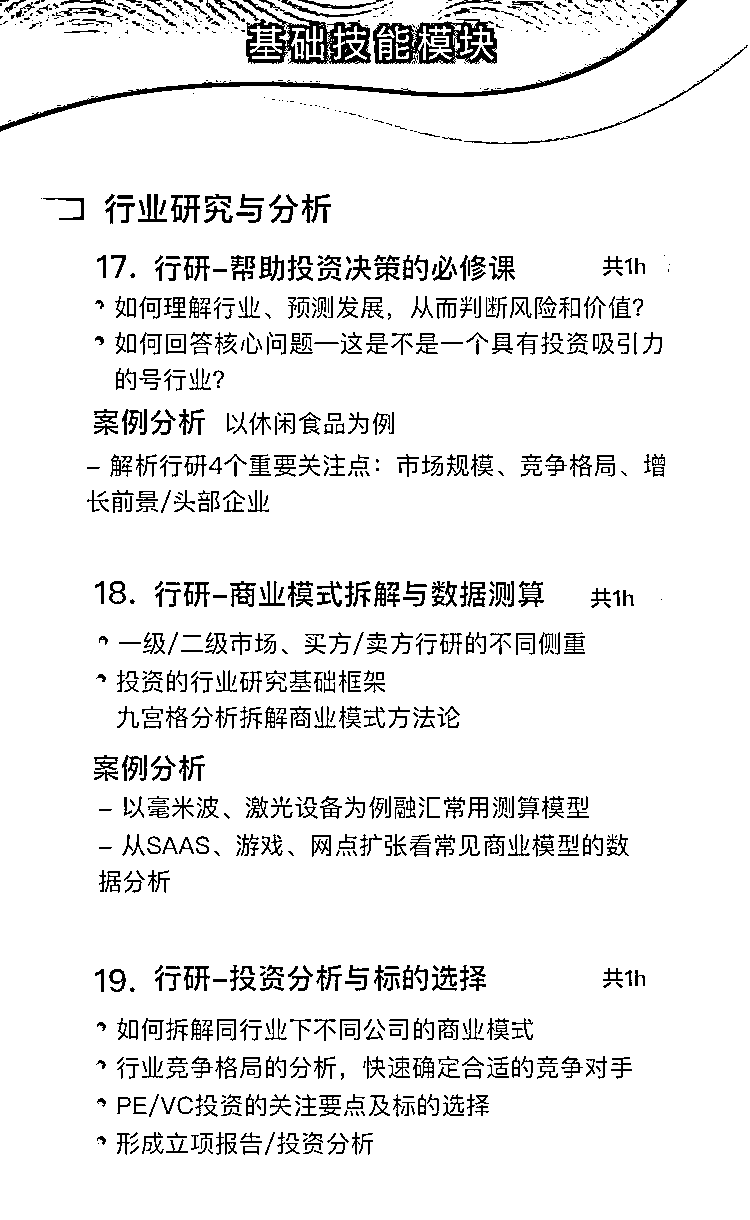 基础技能模块
行业研究与分析
17. 行研-帮助投资决策的必修课 共1h
如何理解行业、预测发展，从而判断风险和价值？
如何回答核心问题一这是不是一个具有投资吸引力
的号行业？
案例分析 以休闲食品为例
- 解析行研4个重要关注点：市场规模、竞争格局、增
长前景/头部企业
18. 行研-商业模式拆解与数据测算 共1h
一级/二级市场、买方/卖方行研的不同侧重
投资的行业研究基础框架
九宫格分析拆解商业模式方法论
案例分析
- 以毫米波、激光设备为例融汇常用测算模型
- 从SAAS、游戏、网点扩张看常见商业模型的数
据分析
19. 行研-投资分析与标的选择 共1h
如何拆解同行业下不同公司的商业模式
行业竞争格局的分析，快速确定合适的竞争对手
PE/VC投资的关注要点及标的选择
形成立项报告/投资分析